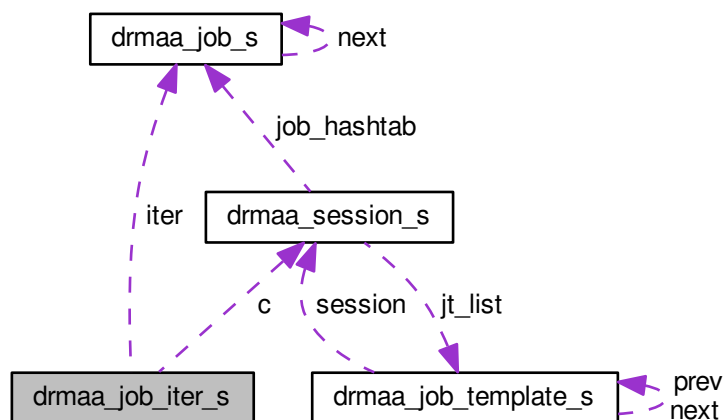 drmaa_job_s
next
job_hashtab
iter
drmaa_session_s
c
session
jt_list
drmaa_job_iter_s
drmaa_job_template_s
prev
next